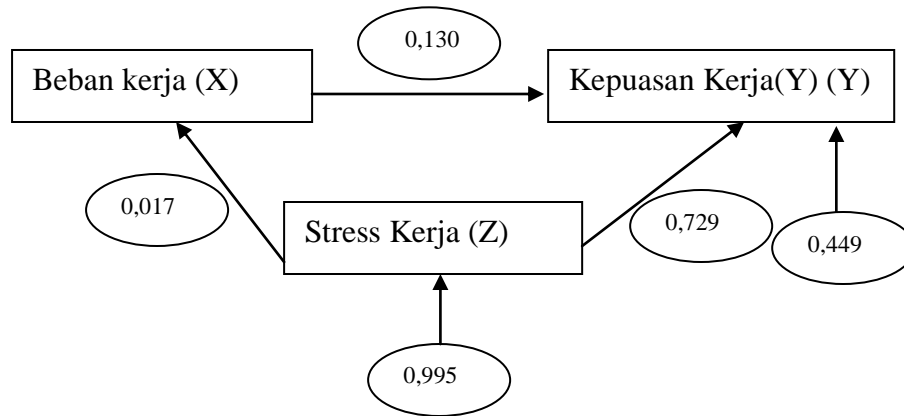 0,130
Beban kerja (X)
Kepuasan Kerja(Y) (Y)
0,017
Stress Kerja (Z)
0,729
0,449
0,995